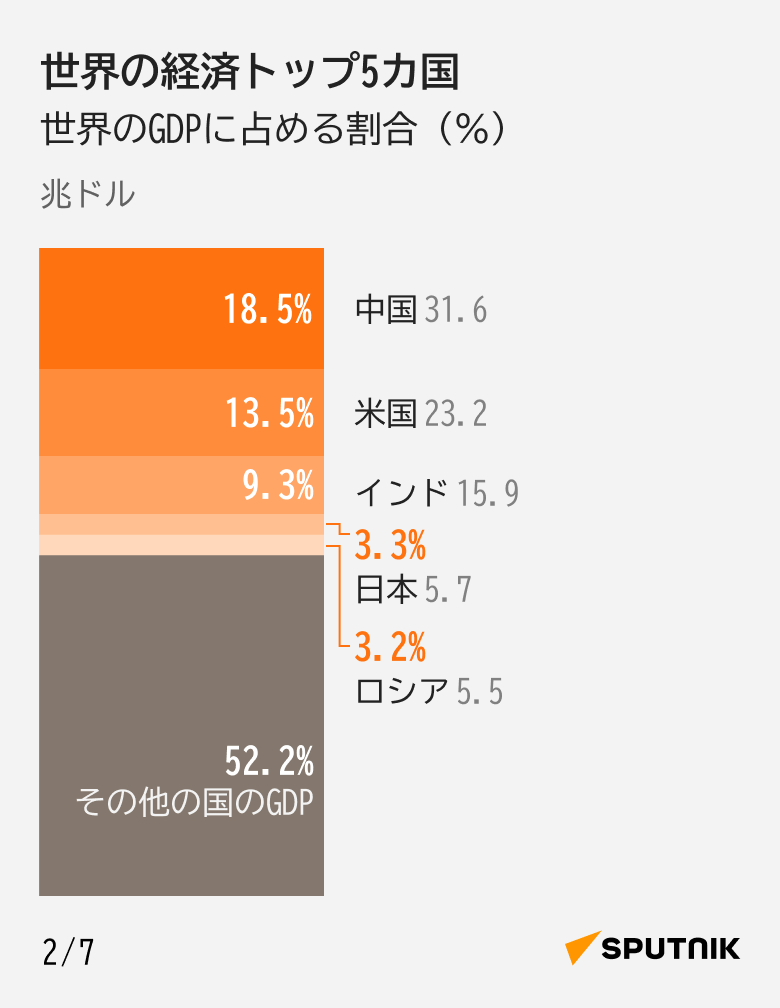 世界の経済トップ5カ国
世界のGDPに占める割合（%）
兆ドル
18.5% 中国 31.6
13.5% 米国 23.2
9.3% インド 15.9
3.3%
日本 5.7
3.2%
ロシア 5.5
52.2%
その他の国のGDP
2/7
SPUTNIK